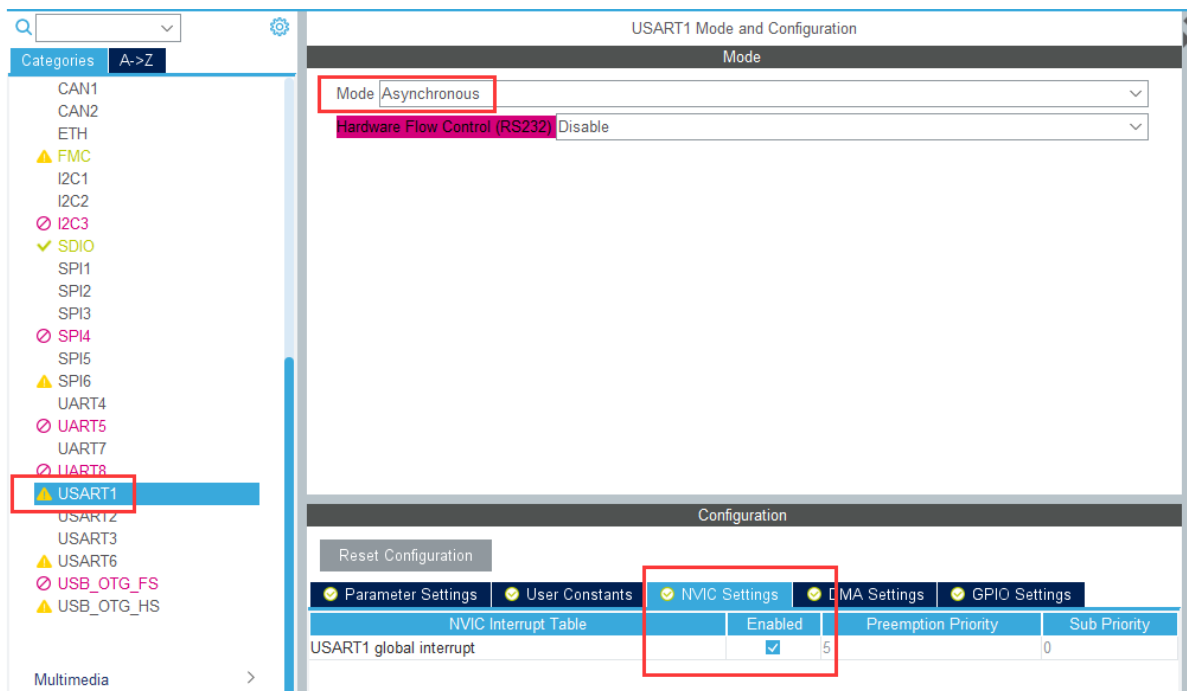 USART1 Mode and Configuration
Categories A->Z
Mode
CAN1
CAN2
ETH
FMC
I2C1
I2C2
I2C3
SDIO
SPI1
SPI2
SPI3
SPI4
SPI5
SPI6
UART4
UART5
UART7
UART8
USART1
USART2
USART3
USART6
USB_OTG_FS
USB_OTG_HS
Multimedia
Mode Asynchronous
Hardware Flow Control (RS232) Disable
Configuration
Reset Configuration
Parameter Settings User Constants NVIC Settings DMA Settings GPIO Settings
NVIC Interrupt Table Enabled Preemption Priority Sub Priority
USART1 global interrupt 5 0